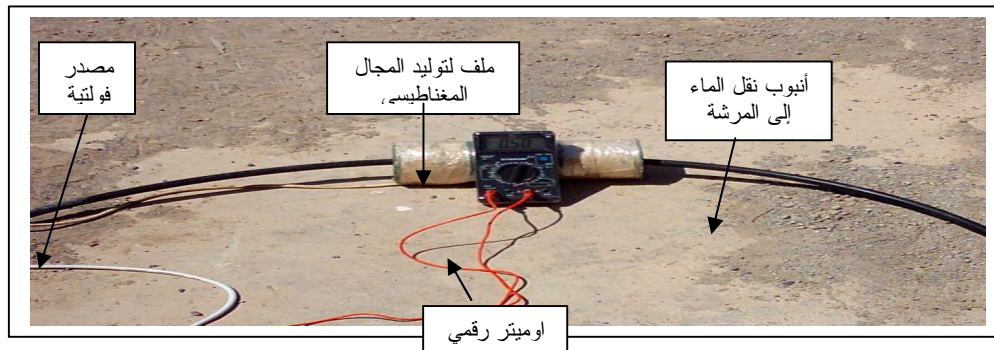 مصدر
فولتية
ملف لتوليد المجال
المغناطيسي
أنبوب نقل الماء
إلى المرشة
اوميتر رقمي